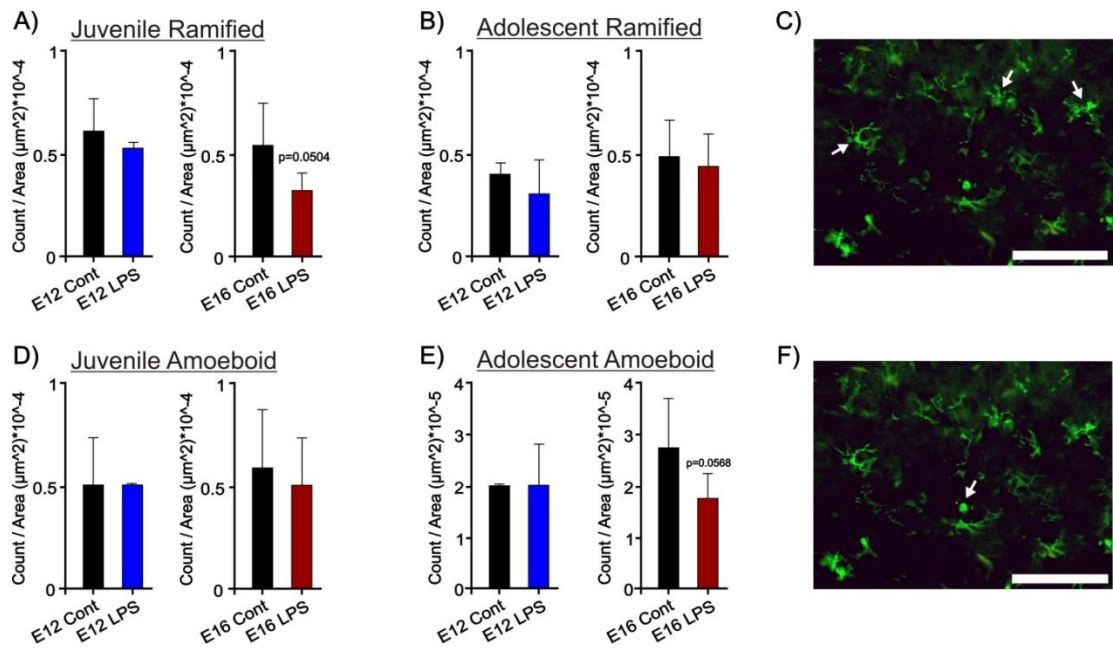 A)
Juvenile Ramified
Count / Area (µm^2)*10^-4
1
0.5
0
E12 Cont
E12 LPS
Count / Area (µm^2)*10^-4
1
0.5
0
p=0.0504
E16 Cont
E16 LPS
B)
Adolescent Ramified
Count / Area (µm^2)*10^-4
1
0.5
0
E12 Cont
E12 LPS
Count / Area (µm^2)*10^-4
1
0.5
0
E16 Cont
E16 LPS
C)
D)
Juvenile Amoeboid
Count / Area (µm^2)*10^-4
1
0.5
0
E12 Cont
E12 LPS
Count / Area (µm^2)*10^-4
1
0.5
0
E16 Cont
E16 LPS
E)
Adolescent Amoeboid
Count / Area (µm^2)*10^-5
4
3
2
1
0
E12 Cont
E12 LPS
Count / Area (µm^2)*10^-5
4
3
2
1
0
p=0.0568
E16 Cont
E16 LPS
F)